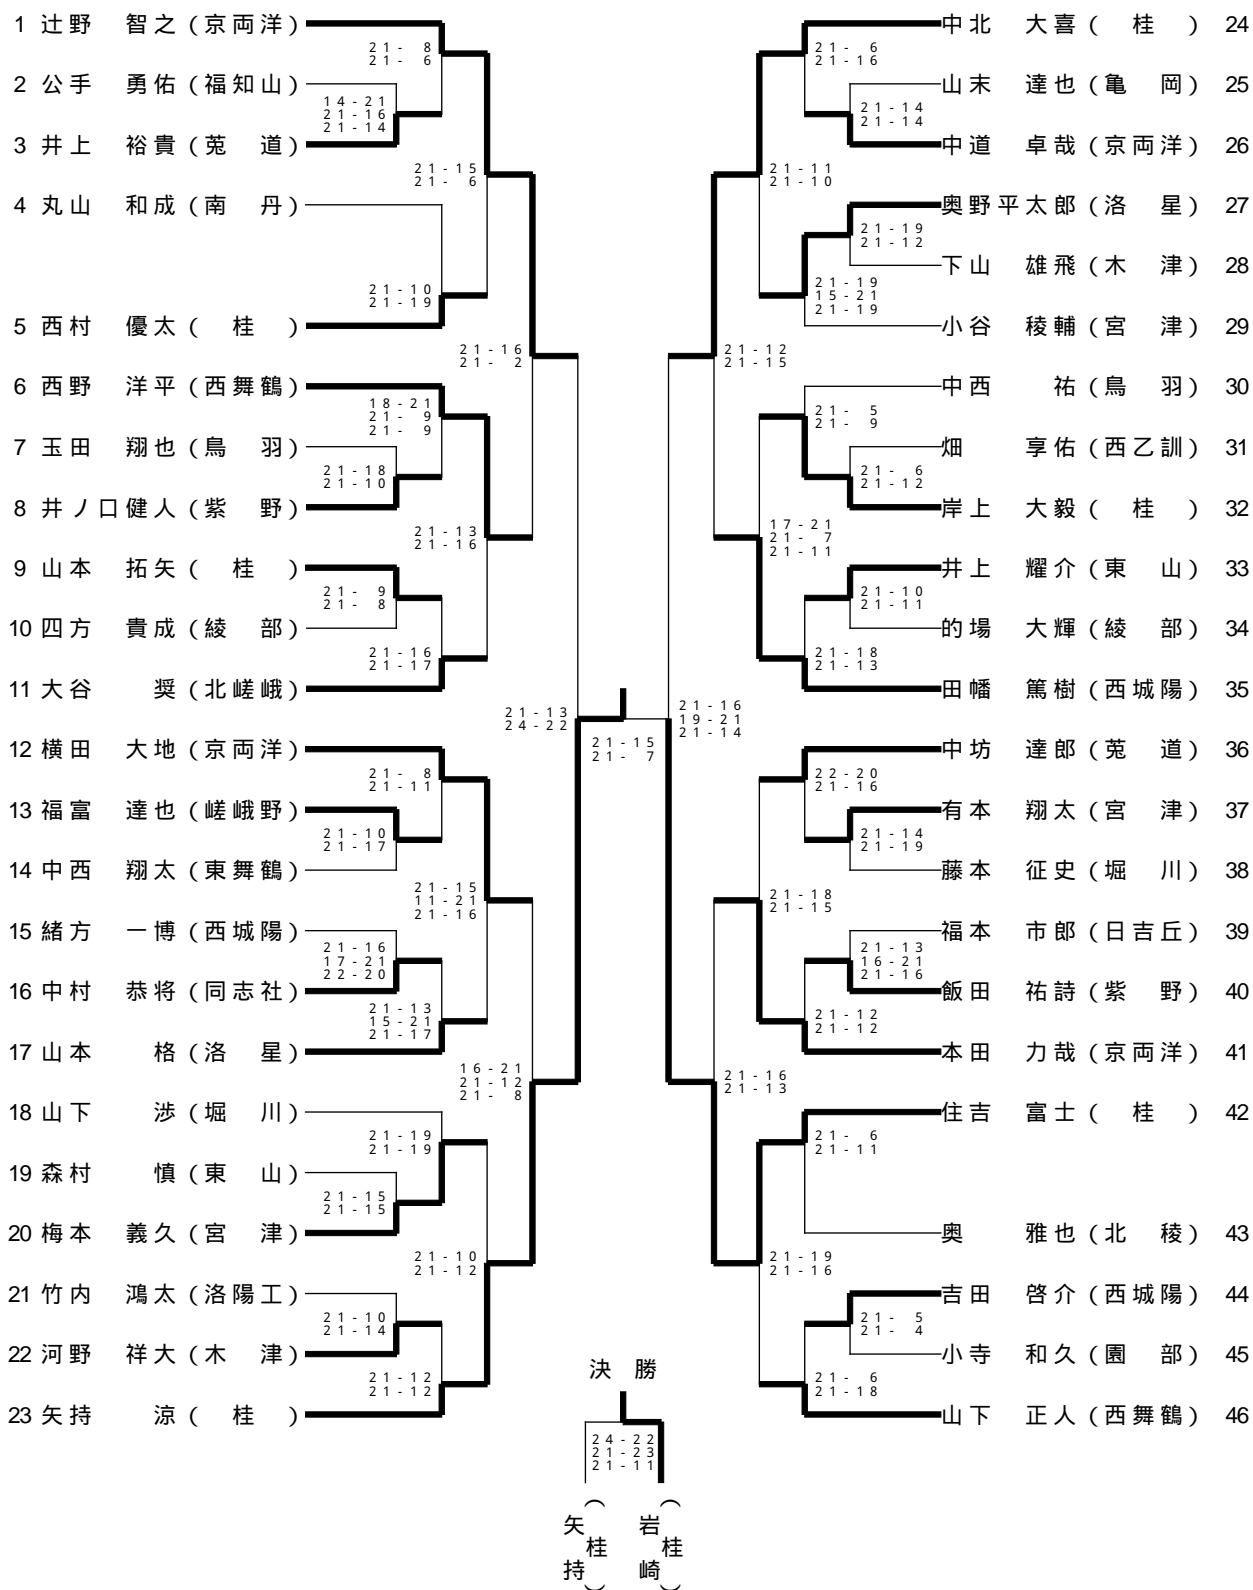 1 辻野 智之(京両洋)
2 公手 勇佑(福知山)
3 井上 裕貴(莵 道)
4 丸山 和成(南 丹)
5 西村 優太( 桂 )
6 西野 洋平(西舞鶴)
7 玉田 翔也(鳥 羽)
8 井ノ口健人(紫 野)
9 山本 拓矢( 桂 )
10 四方 貴成(綾 部)
11 大谷 奨(北嵯峨)
12 横田 大地(京両洋)
13 福富 達也(嵯峨野)
14 中西 翔太(東舞鶴)
15 緒方 一博(西城陽)
16 中村 恭将(同志社)
17 山本 格(洛 星)
18 山下 渉(堀 川)
19 森村 慎(東 山)
20 梅本 義久(宮 津)
21 竹内 鴻太(洛陽工)
22 河野 祥大(木 津)
23 矢持 涼( 桂 )
21- 8
21- 6
14-21
21-16
21-14
21-15
21- 6
21-10
21-19
21-16
21- 2
18-21
21- 9
21- 9
21-18
21-10
21-13
21-16
21- 9
21- 8
21-16
21-17
21-13
24-22
21- 8
21-11
21-10
21-17
21-15
11-21
21-16
21-16
17-21
22-20
21-13
15-21
21-17
16-21
21-12
21- 8
21-19
21-19
21-15
21-15
21-10
21-12
21-10
21-14
21-12
21-12
21-15
21- 7
中北 大喜( 桂 ) 24
山末 達也(亀 岡) 25
中道 卓哉(京両洋) 26
奥野平太郎(洛 星) 27
下山 雄飛(木 津) 28
小谷 稜輔(宮 津) 29
中西 祐(鳥 羽) 30
畑 享佑(西乙訓) 31
岸上 大毅( 桂 ) 32
井上 耀介(東 山) 33
的場 大輝(綾 部) 34
田幡 篤樹(西城陽) 35
中坊 達郎(莵 道) 36
有本 翔太(宮 津) 37
藤本 征史(堀 川) 38
福本 市郎(日吉丘) 39
飯田 祐詩(紫 野) 40
本田 力哉(京両洋) 41
住吉 富士( 桂 ) 42
奥 雅也(北 稜) 43
吉田 啓介(西城陽) 44
小寺 和久(園 部) 45
山下 正人(西舞鶴) 46
21- 6
21-16
21-14
21-14
21-11
21-10
21-19
21-12
21-19
15-21
21-19
21-12
21-15
21- 5
21- 9
21- 6
21-12
17-21
21- 7
21-11
21-10
21-11
21-18
21-13
21-16
19-21
21-14
22-20
21-16
21-14
21-19
21-18
21-15
21-13
16-21
21-16
21-12
21-12
21-16
21-13
21- 6
21-11
21-19
21-16
21- 5
21- 4
21- 6
21-18
決 勝
24-22
21-23
21-11
矢持(桂)
岩崎(桂)